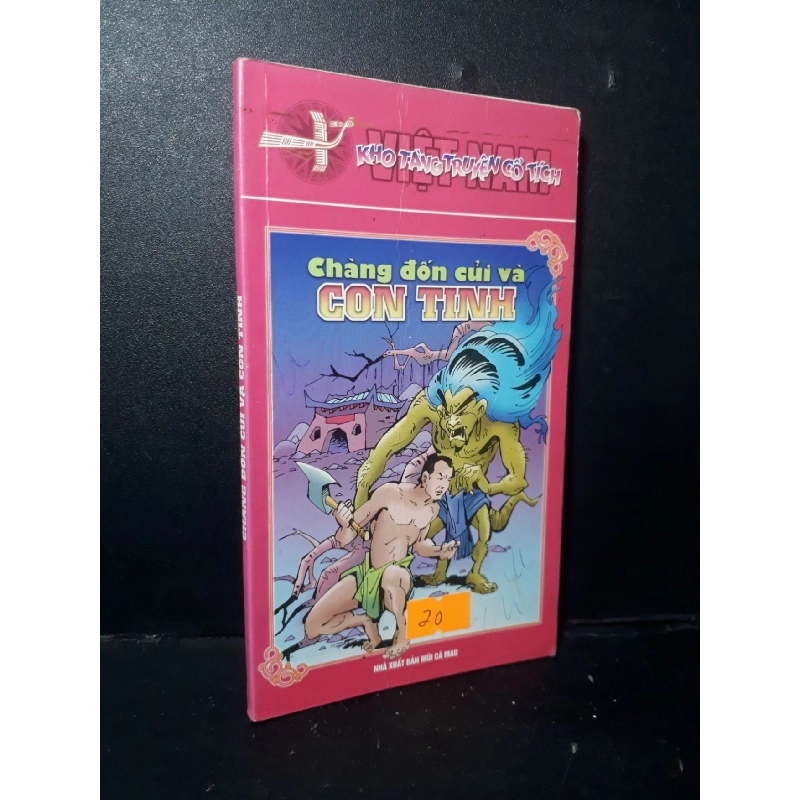 VIỆT NAM
KHO TÀNG TRUYỆN CỔ TÍCH
Chàng đốn củi và
CON TINH
20
NHÀ XUẤT BẢN MŨI CÀ MAU
CHÀNG ĐỐN CỦI VÀ CON TINH